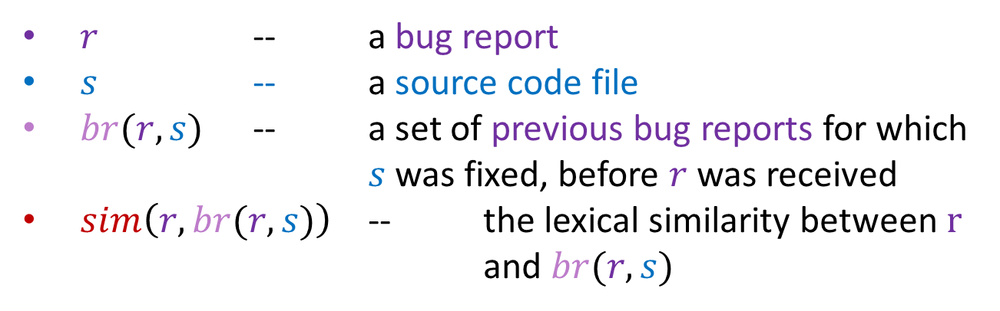 • r -- a bug report
• s -- a source code file
• br(r, s) -- a set of previous bug reports for which
s was fixed, before r was received
• sim(r, br(r, s)) -- the lexical similarity between r
and br(r, s)